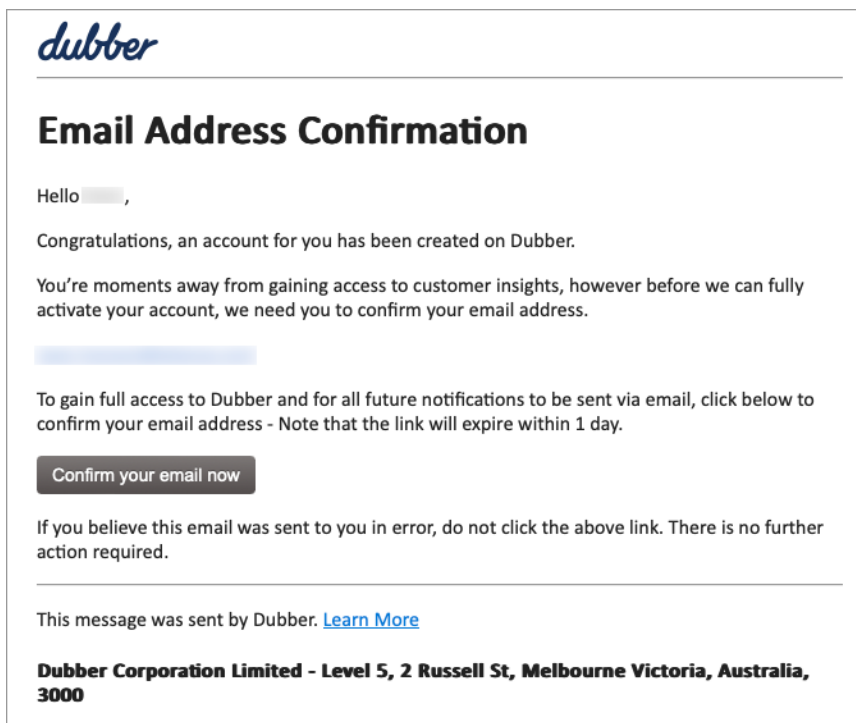 dubber
Email Address Confirmation
Hello ,
Congratulations, an account for you has been created on Dubber.
You’re moments away from gaining access to customer insights, however before we can fully
activate your account, we need you to confirm your email address.
To gain full access to Dubber and for all future notifications to be sent via email, click below to
confirm your email address - Note that the link will expire within 1 day.
Confirm your email now
If you believe this email was sent to you in error, do not click the above link. There is no further
action required.
This message was sent by Dubber. Learn More
Dubber Corporation Limited - Level 5, 2 Russell St, Melbourne Victoria, Australia,
3000